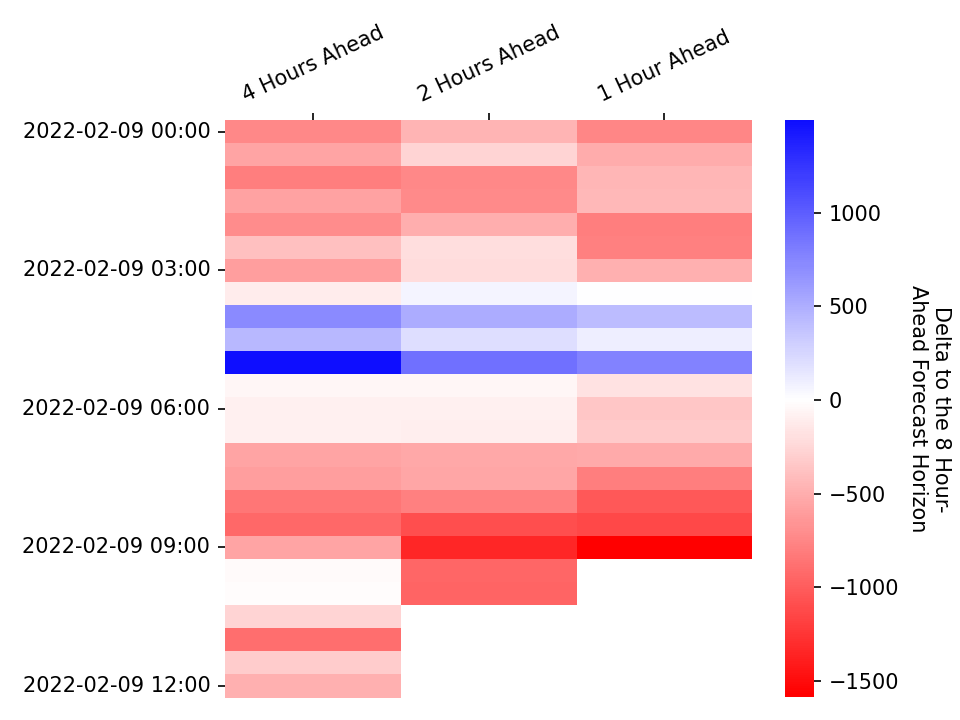 4 Hours Ahead
2 Hours Ahead
1 Hour Ahead
2022-02-09 00:00
2022-02-09 03:00
2022-02-09 06:00
2022-02-09 09:00
2022-02-09 12:00
1000
500
0
−500
−1000
−1500
Delta to the 8 Hour-
Ahead Forecast Horizon